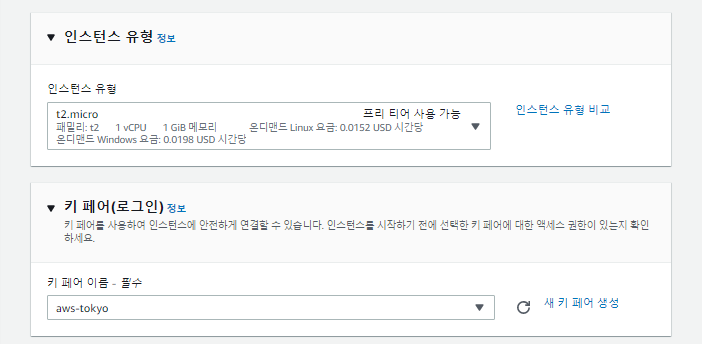 ▼ 인스턴스 유형 정보
인스턴스 유형
t2.micro 프리 티어 사용 가능
패밀리: t2 1 vCPU 1 GiB 메모리 온디맨드 Linux 요금: 0.0152 USD 시간당
온디맨드 Windows 요금: 0.0198 USD 시간당
인스턴스 유형 비교
▼ 키 페어(로그인) 정보
키 페어를 사용하여 인스턴스에 안전하게 연결할 수 있습니다. 인스턴스를 시작하기 전에 선택한 키 페어에 대한 액세스 권한이 있는지 확인
하세요.
키 페어 이름 - 필수
aws-tokyo
새 키 페어 생성